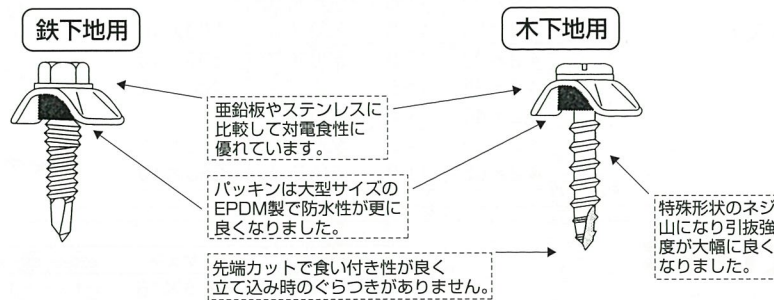 鉄下地用
木下地用
亜鉛板やステンレスに
比較して対電食性に
優れています。
パッキンは大型サイズの
EPDM製で防水性が更に
良くなりました。
特殊形状のネジ
山になり引抜強
度が大幅に良く
なりました。
先端カットで食い付き性が良く
立て込み時のぐらつきがありません。